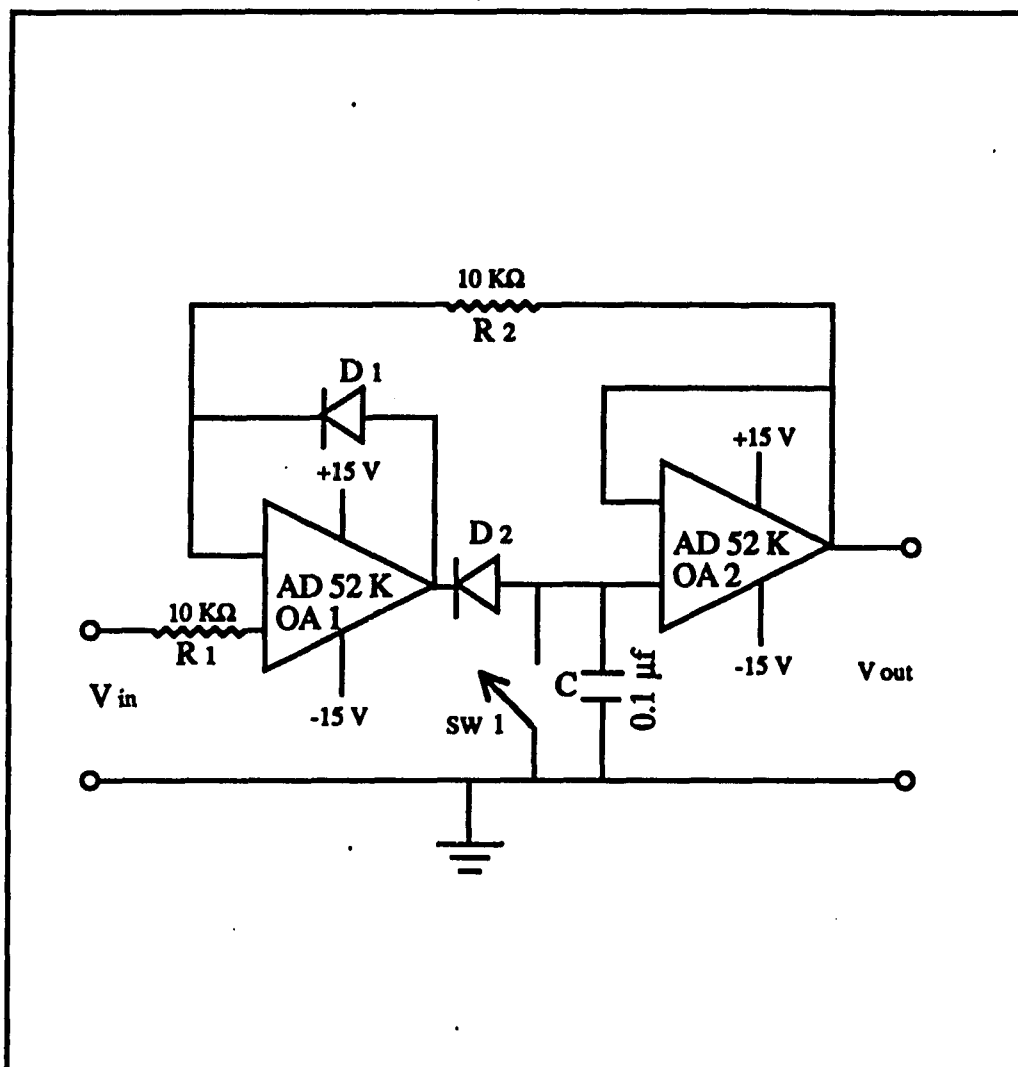 10 KΩ
R 2
D 1
+15 V
+15 V
D 2
AD 52 K
OA 2
AD 52 K
OA 1
10 KΩ
R 1
V in
-15 V
SW 1
C
0.1 μf
-15 V
V out